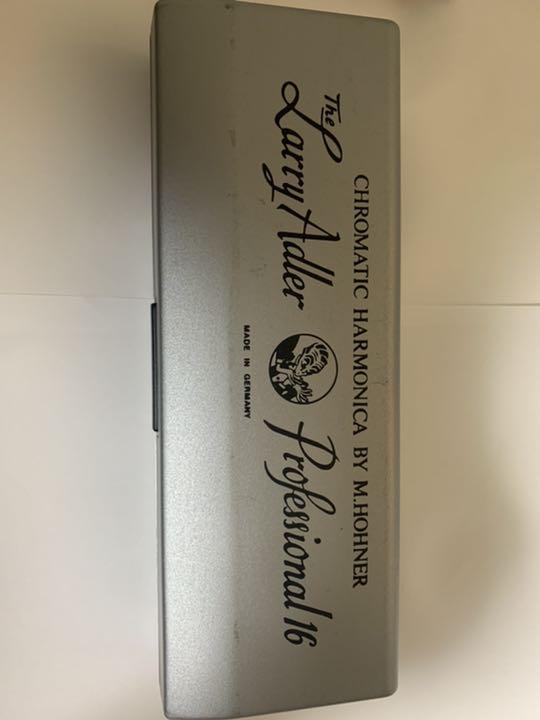 CHROMATIC HARMONICA BY M.HOHNER
The
Larry Adler Professional 16
MADE IN GERMANY